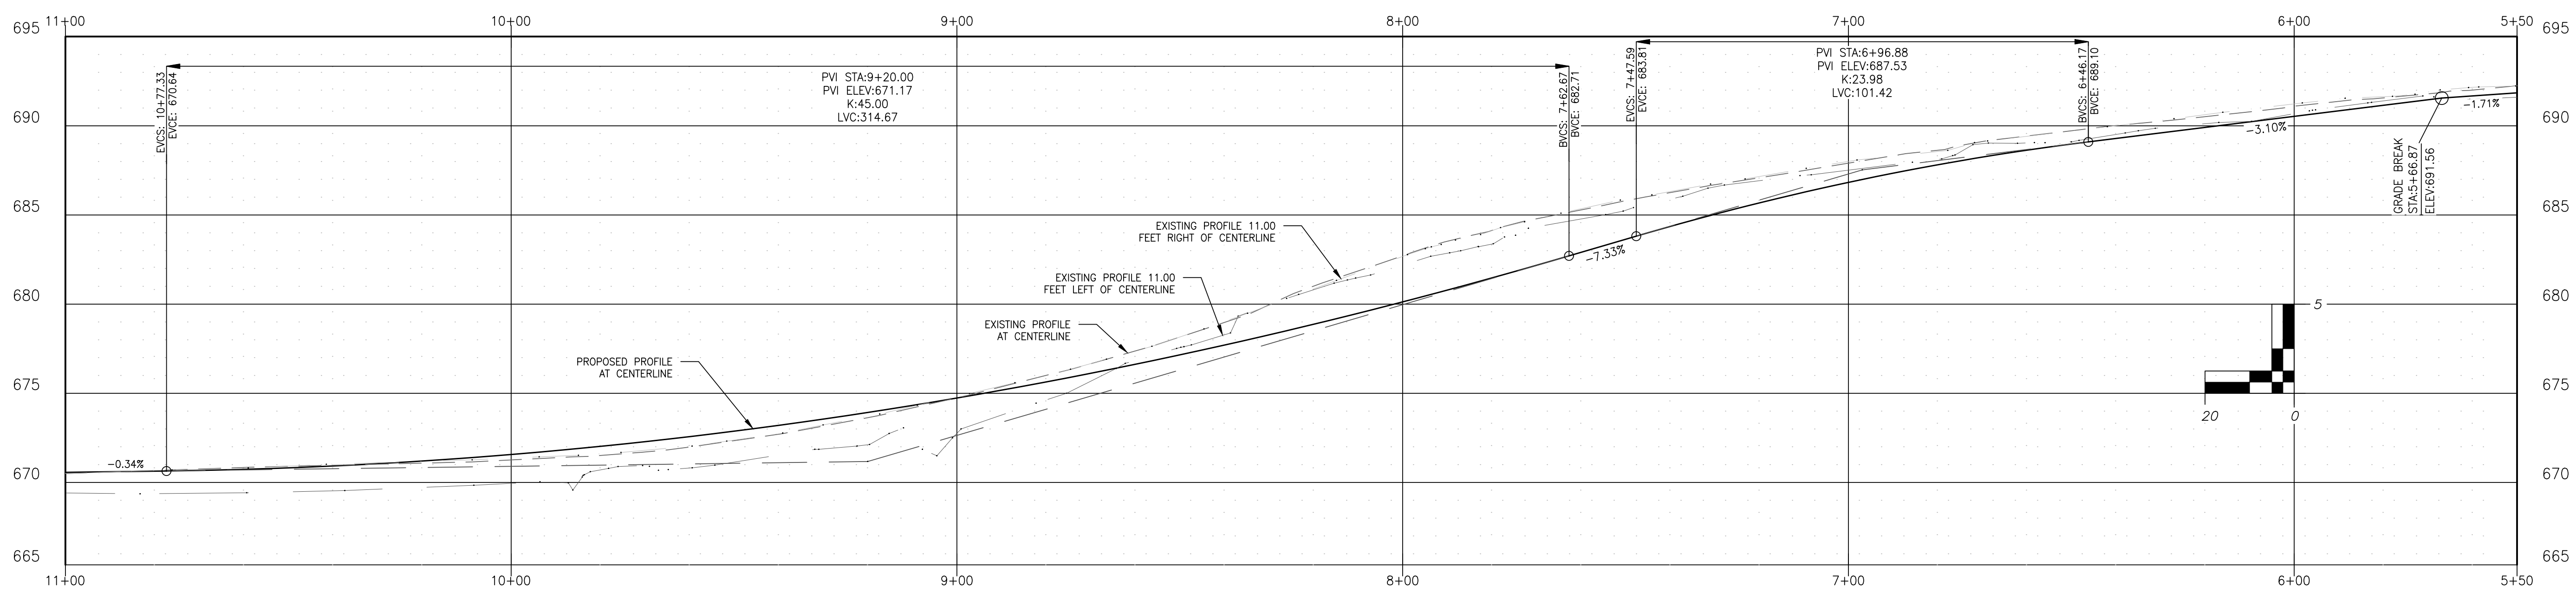 11+00
10+00
9+00
8+00
7+00
6+00
5+50
695
695
690
690
685
685
680
680
675
675
670
670
665
665
EVCS: 10+77.33
EVCE: 670.64
PVI STA:9+20.00
PVI ELEV:671.17
K:45.00
LVC:314.67
BVCS: 7+62.67
BVCE: 682.71
EVCS: 7+47.59
EVCE: 683.81
PVI STA:6+96.88
PVI ELEV:687.53
K:23.98
LVC:101.42
BVCS: 6+46.17
BVCE: 689.10
-1.71%
-3.10%
GRADE BREAK
STA:5+66.87
ELEV:691.56
-7.33%
EXISTING PROFILE 11.00
FEET RIGHT OF CENTERLINE
EXISTING PROFILE 11.00
FEET LEFT OF CENTERLINE
EXISTING PROFILE
AT CENTERLINE
PROPOSED PROFILE
AT CENTERLINE
-0.34%
5
20
0
11+00
10+00
9+00
8+00
7+00
6+00
5+50